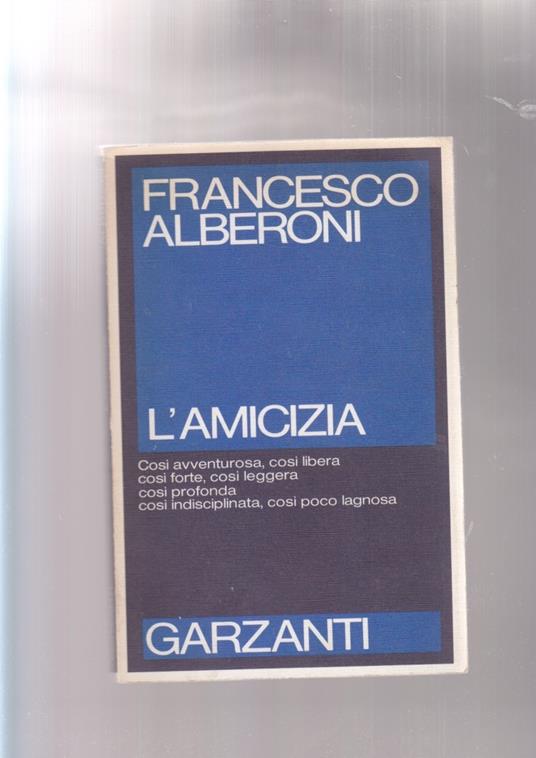 FRANCESCO
ALBERONI
L'AMICIZIA
Così avventurosa, così libera
così forte, così leggera
così profonda
così indisciplinata, così poco lagnosa
GARZANTI